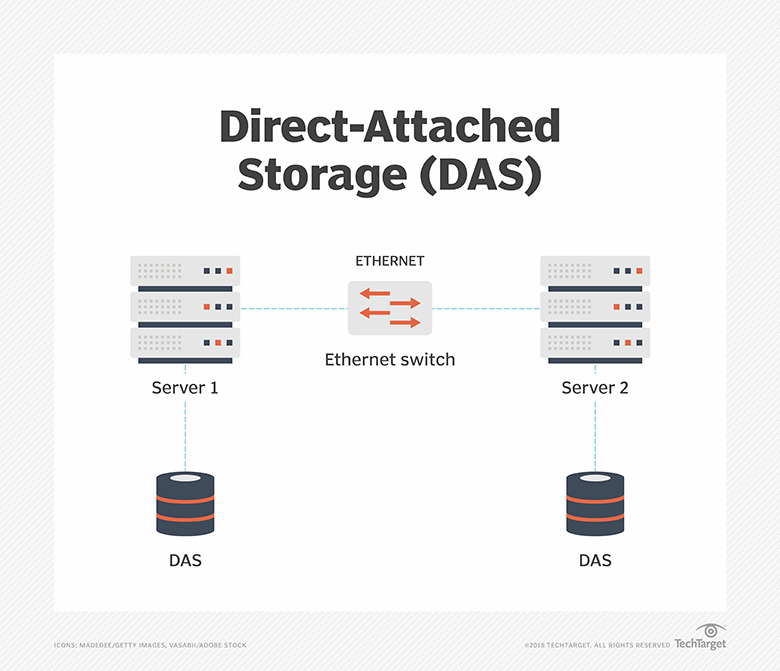 Direct-Attached
Storage (DAS)
ETHERNET
Ethernet switch
Server 1
Server 2
DAS
DAS
ICONS: MADEDEE/GETTY IMAGES, VASABII/ADOBE STOCK
©2018 TECHTARGET. ALL RIGHTS RESERVED TechTarget